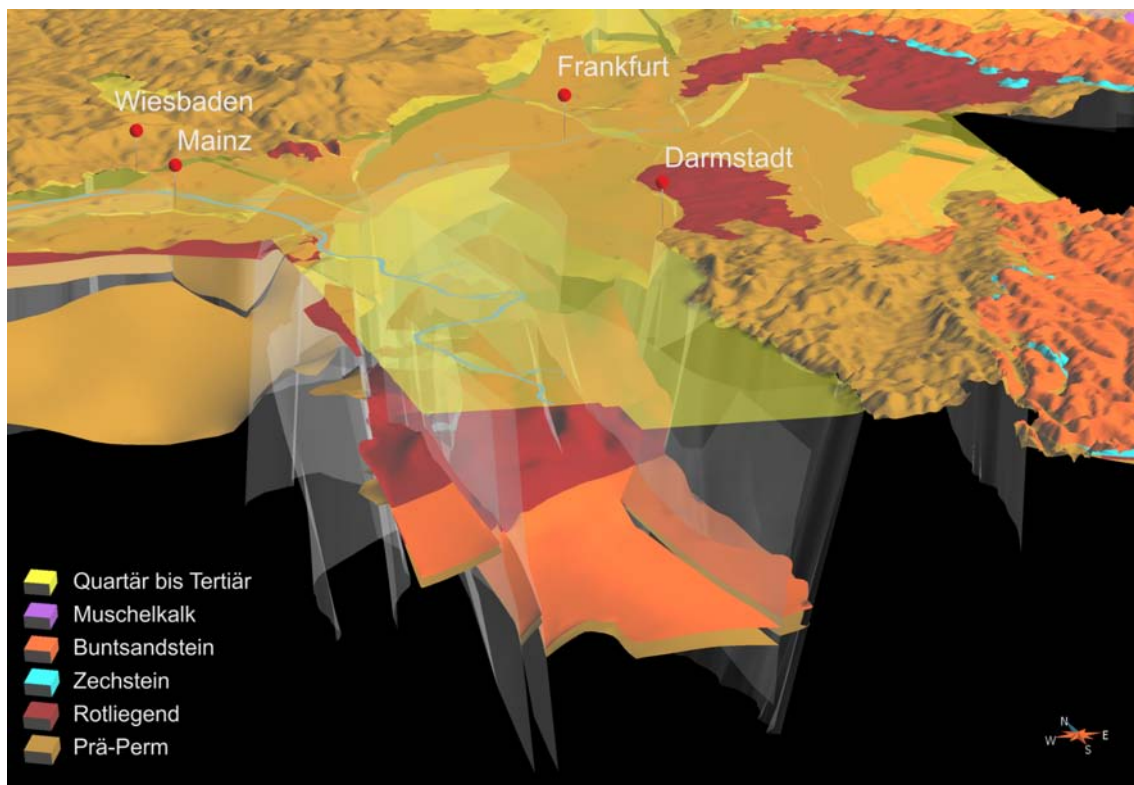 Frankfurt
Wiesbaden
Mainz
Darmstadt
Quartär bis Tertiär
Muschelkalk
Buntsandstein
Zechstein
Rotliegend
Prä-Perm
N
W E
S